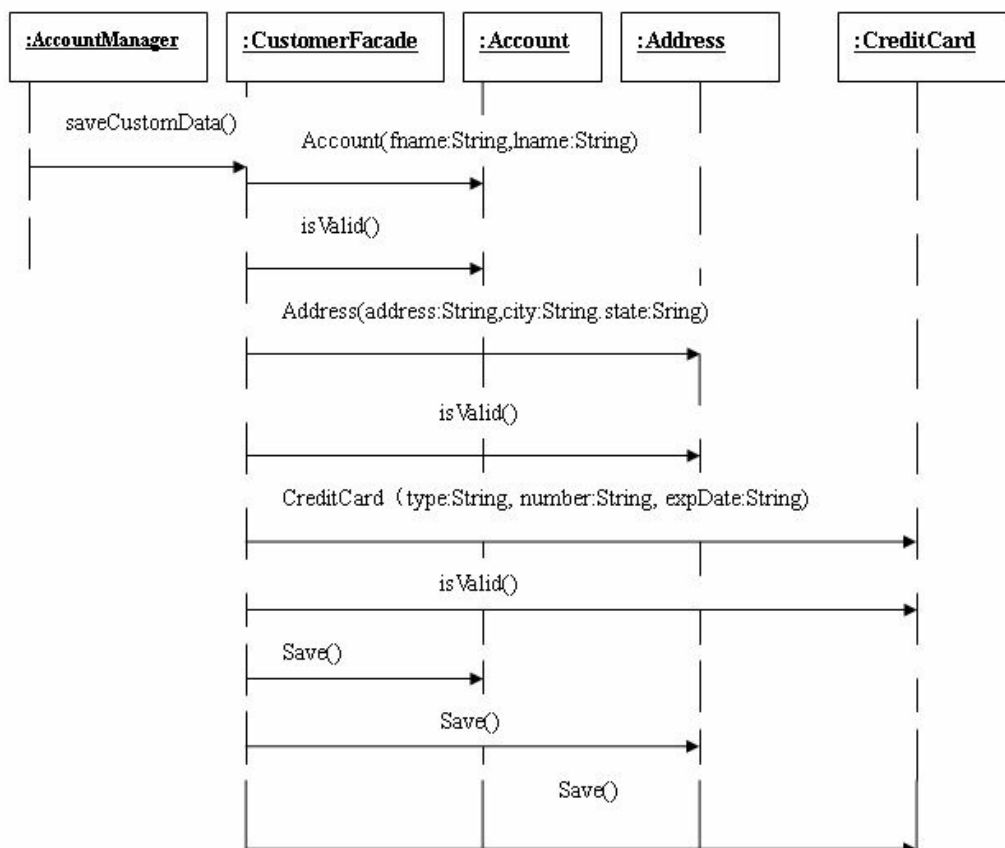 :AccountManager
:CustomerFacade
:Account
:Address
:CreditCard
saveCustomData()
Account(fname:String,lname:String)
isValid()
Address(address:String,city:String.state:Sring)
isValid()
CreditCard（type:String, number:String, expDate:String)
isValid()
Save()
Save()
Save()